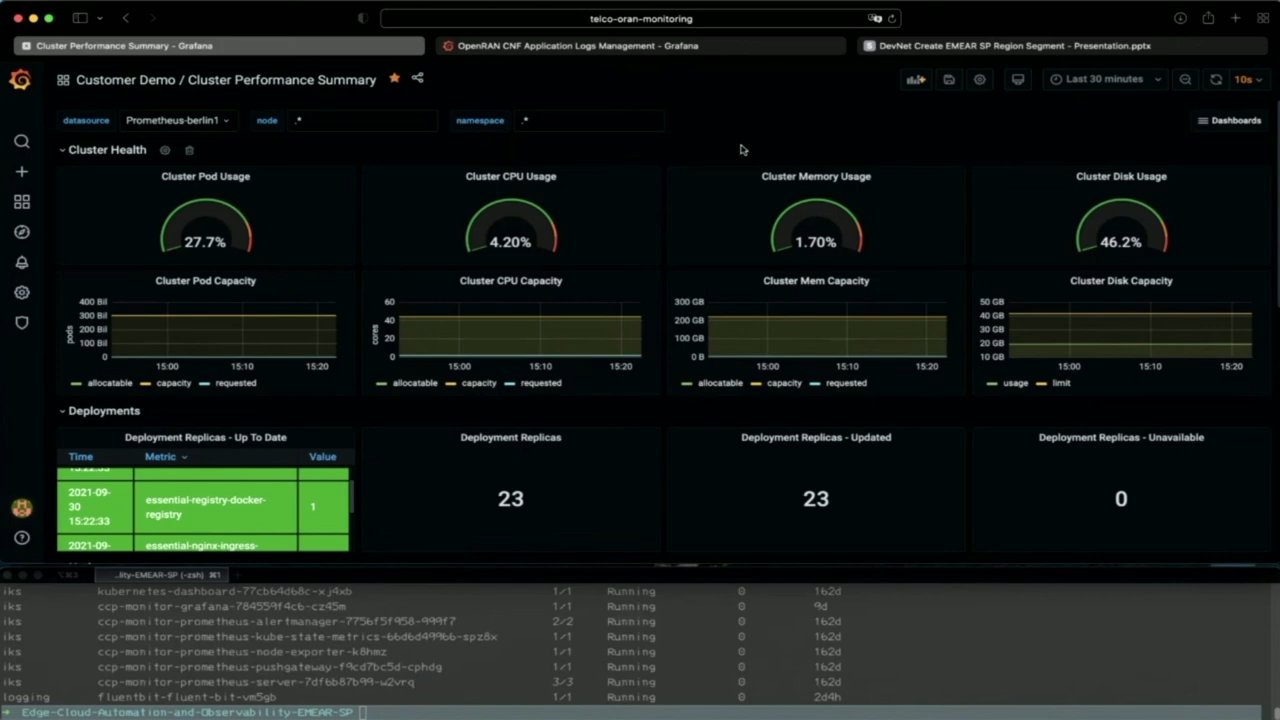 telco-oran-monitoring
Cluster Performance Summary - Grafana
OpenRAN CNF Application Logs Management - Grafana
DevNet Create EMEAR SP Region Segment - Presentation.pptx
Customer Demo / Cluster Performance Summary
Last 30 minutes
10s
datasource Prometheus-berlin1 node .* namespace .*
Dashboards
Cluster Health
Cluster Pod Usage
Cluster CPU Usage
Cluster Memory Usage
Cluster Disk Usage
27.7%
4.20%
1.70%
46.2%
Cluster Pod Capacity
400 Bil
300 Bil
200 Bil
100 Bil
0
pods
15:00 15:10 15:20
allocatable capacity requested
Cluster CPU Capacity
60
40
20
0
cores
15:00 15:10 15:20
allocatable capacity requested
Cluster Mem Capacity
300 GB
200 GB
100 GB
0 B
15:00 15:10 15:20
allocatable capacity requested
Cluster Disk Capacity
50 GB
40 GB
30 GB
20 GB
10 GB
15:00 15:10 15:20
usage limit
Deployments
Deployment Replicas - Up To Date
Time Metric Value
15:22:33
2021-09-
30
15:22:33
essential-registry-docker-
registry
1
2021-09-
essential-nginx-ingress-
Deployment Replicas
23
Deployment Replicas - Updated
23
Deployment Replicas - Unavailable
0
⌥⌘3
..lity-EMEAR-SP (-zsh) ⌘1
iks kubernetes-dashboard-77cb64d68c-xj4xb 1/1 Running 0 162d
iks ccp-monitor-grafana-784559f4c6-cz45m 1/1 Running 0 9d
iks ccp-monitor-prometheus-alertmanager-7756f5f958-999f7 2/2 Running 0 162d
iks ccp-monitor-prometheus-kube-state-metrics-66d6d49966-spz8x 1/1 Running 0 162d
iks ccp-monitor-prometheus-node-exporter-k8hmz 1/1 Running 0 162d
iks ccp-monitor-prometheus-pushgateway-f9cd7bc5d-cphdg 1/1 Running 0 162d
iks ccp-monitor-prometheus-server-7df6b87b99-w2vrq 3/3 Running 0 162d
logging fluentbit-fluent-bit-vm5gb 1/1 Running 0 2d4h
→ Edge-Cloud-Automation-and-Observability-EMEAR-SP